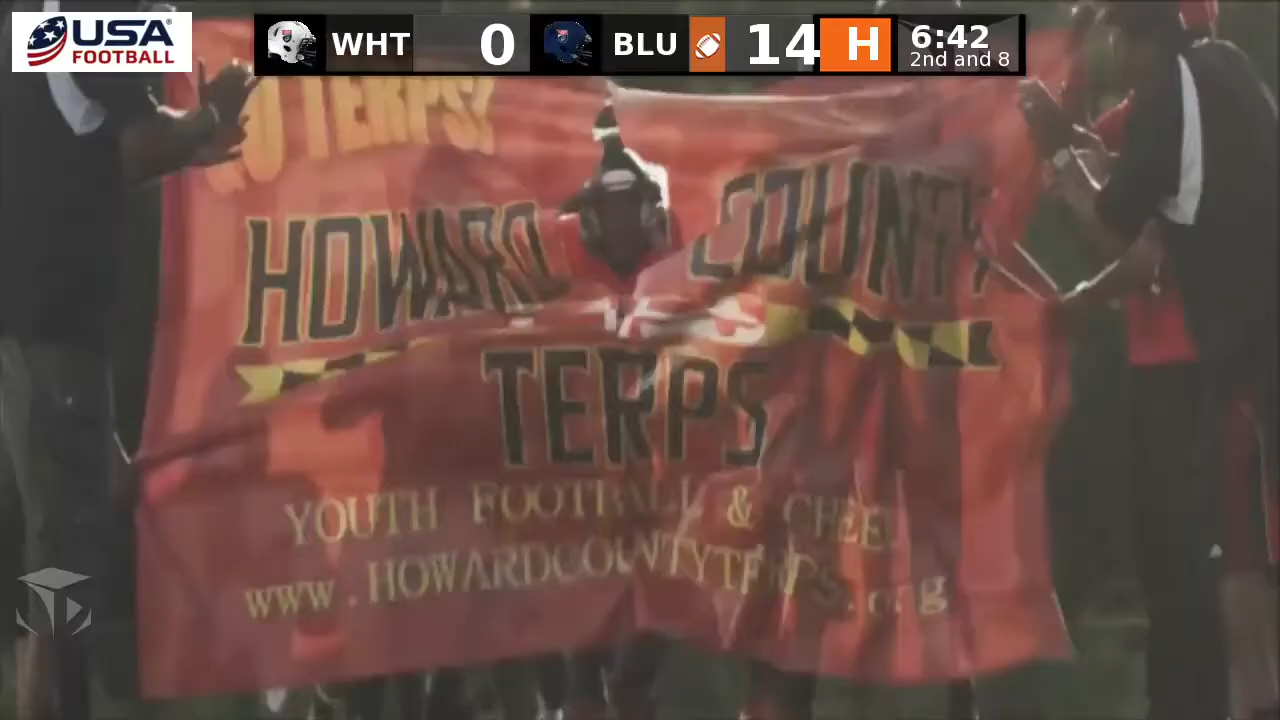 USA
FOOTBALL
WHT 0 BLU 14 H 6:42
2nd and 8
TERPS!
HOWARD COUNTY
TERPS
YOUTH FOOTBALL & CHEER
www.HOWARDCOUNTYTERPS.org